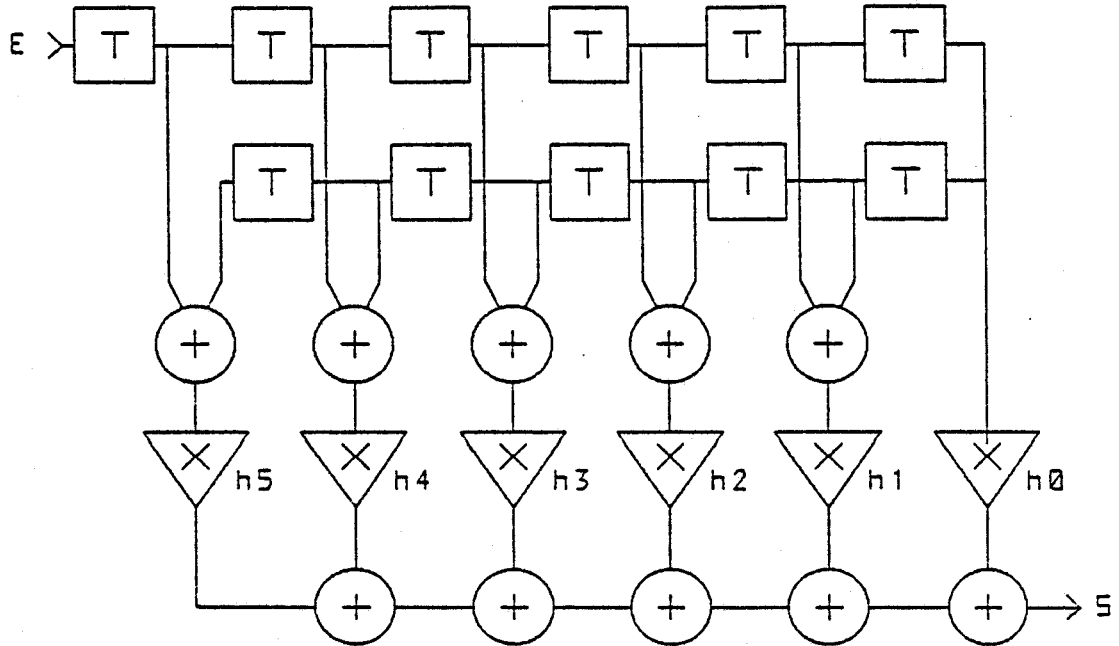 E T T T T T T
T T T T T
+ + + + +
× × × × × ×
h5 h4 h3 h2 h1 h0
+ + + + + S